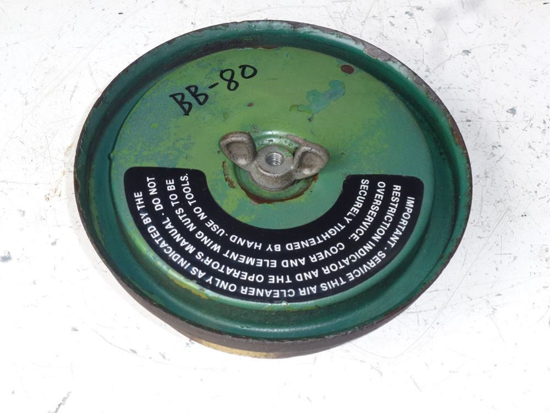 BB-80
IMPORTANT-SERVICE THIS AIR CLEANER ONLY AS INDICATED BY THE
RESTRICTION INDICATOR AND THE OPERATOR'S MANUAL. DO NOT
OVERSERVICE. COVER AND ELEMENT WING NUTS TO BE
SECURELY TIGHTENED BY HAND-USE NO TOOLS.